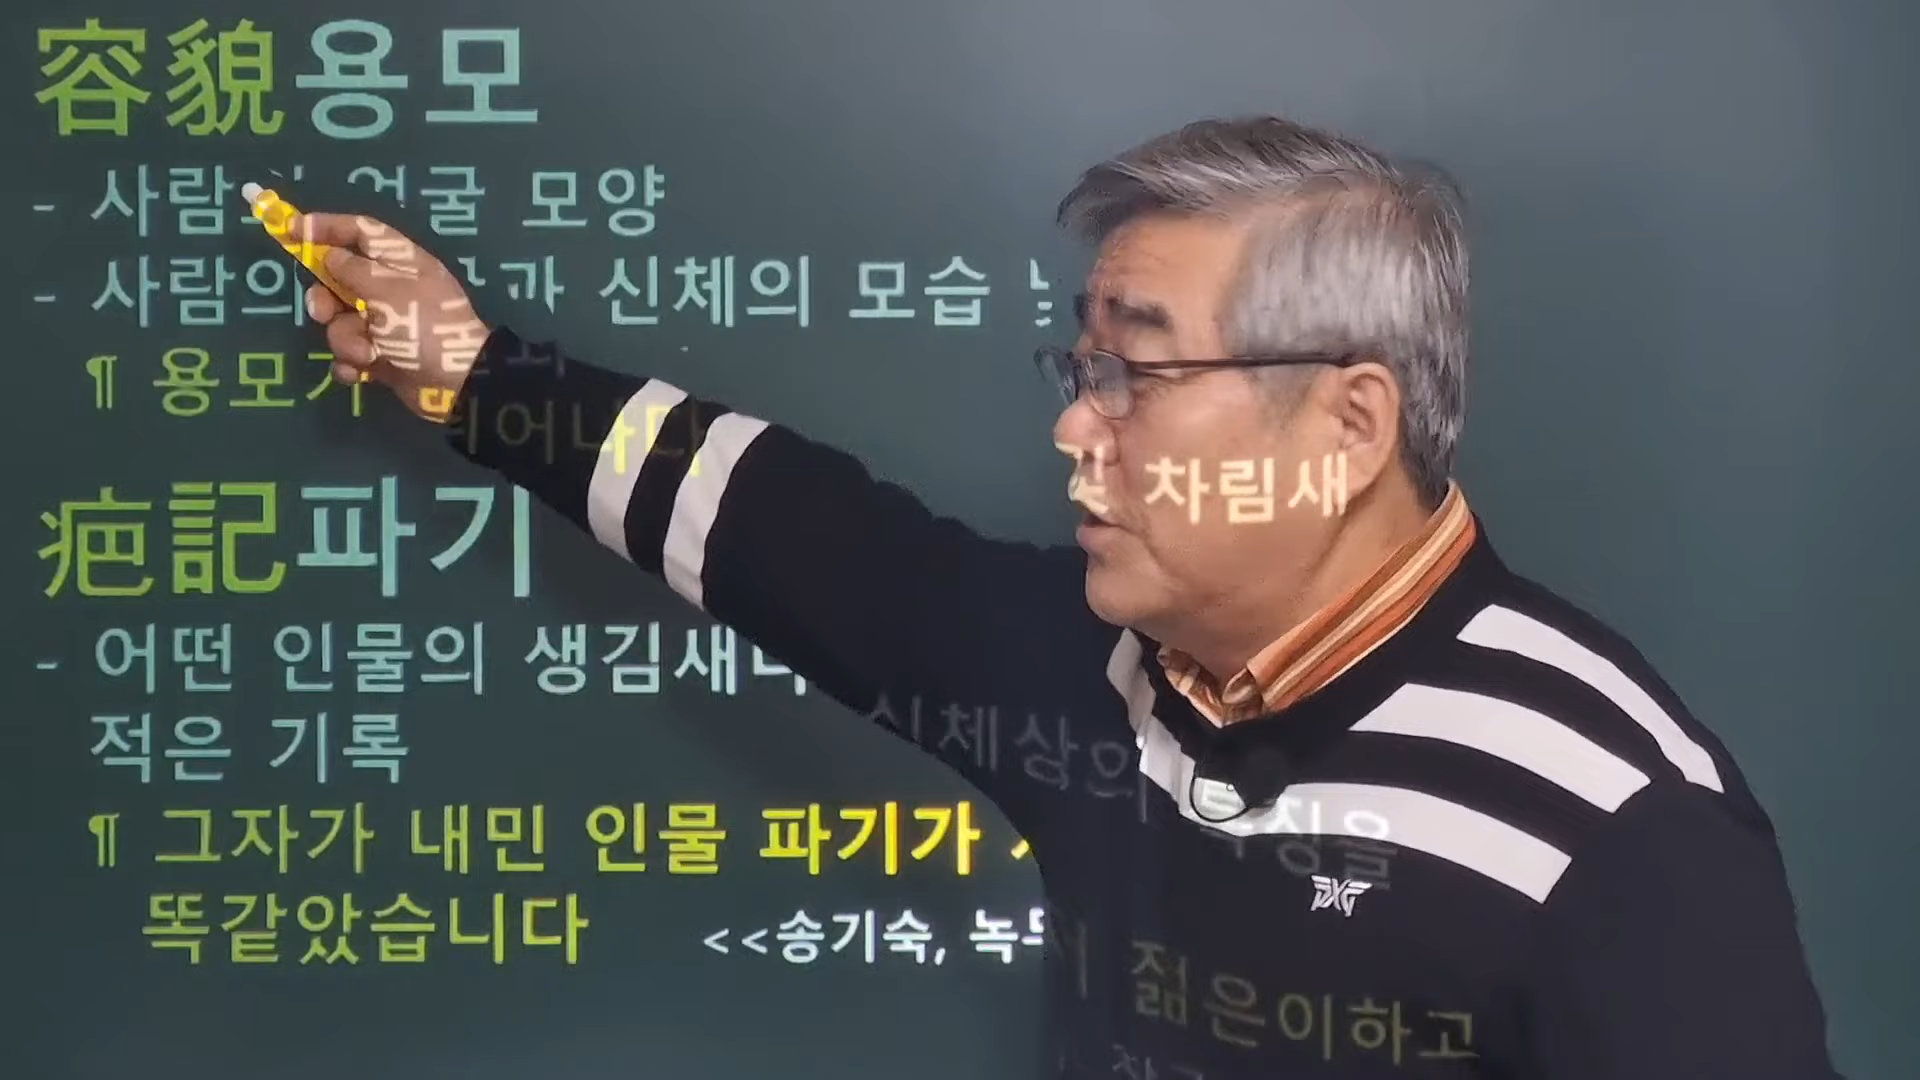 容貌용모
- 사람의 얼굴 모양
- 사람의 얼굴과 신체의 모습 및 차림새
¶ 용모가 뛰어나다
疤記파기
- 어떤 인물의 생김새나 신체상의 특징을
적은 기록
¶ 그자가 내민 인물 파기가 젊은이하고
똑같았습니다 <<송기숙, 녹두
PXG